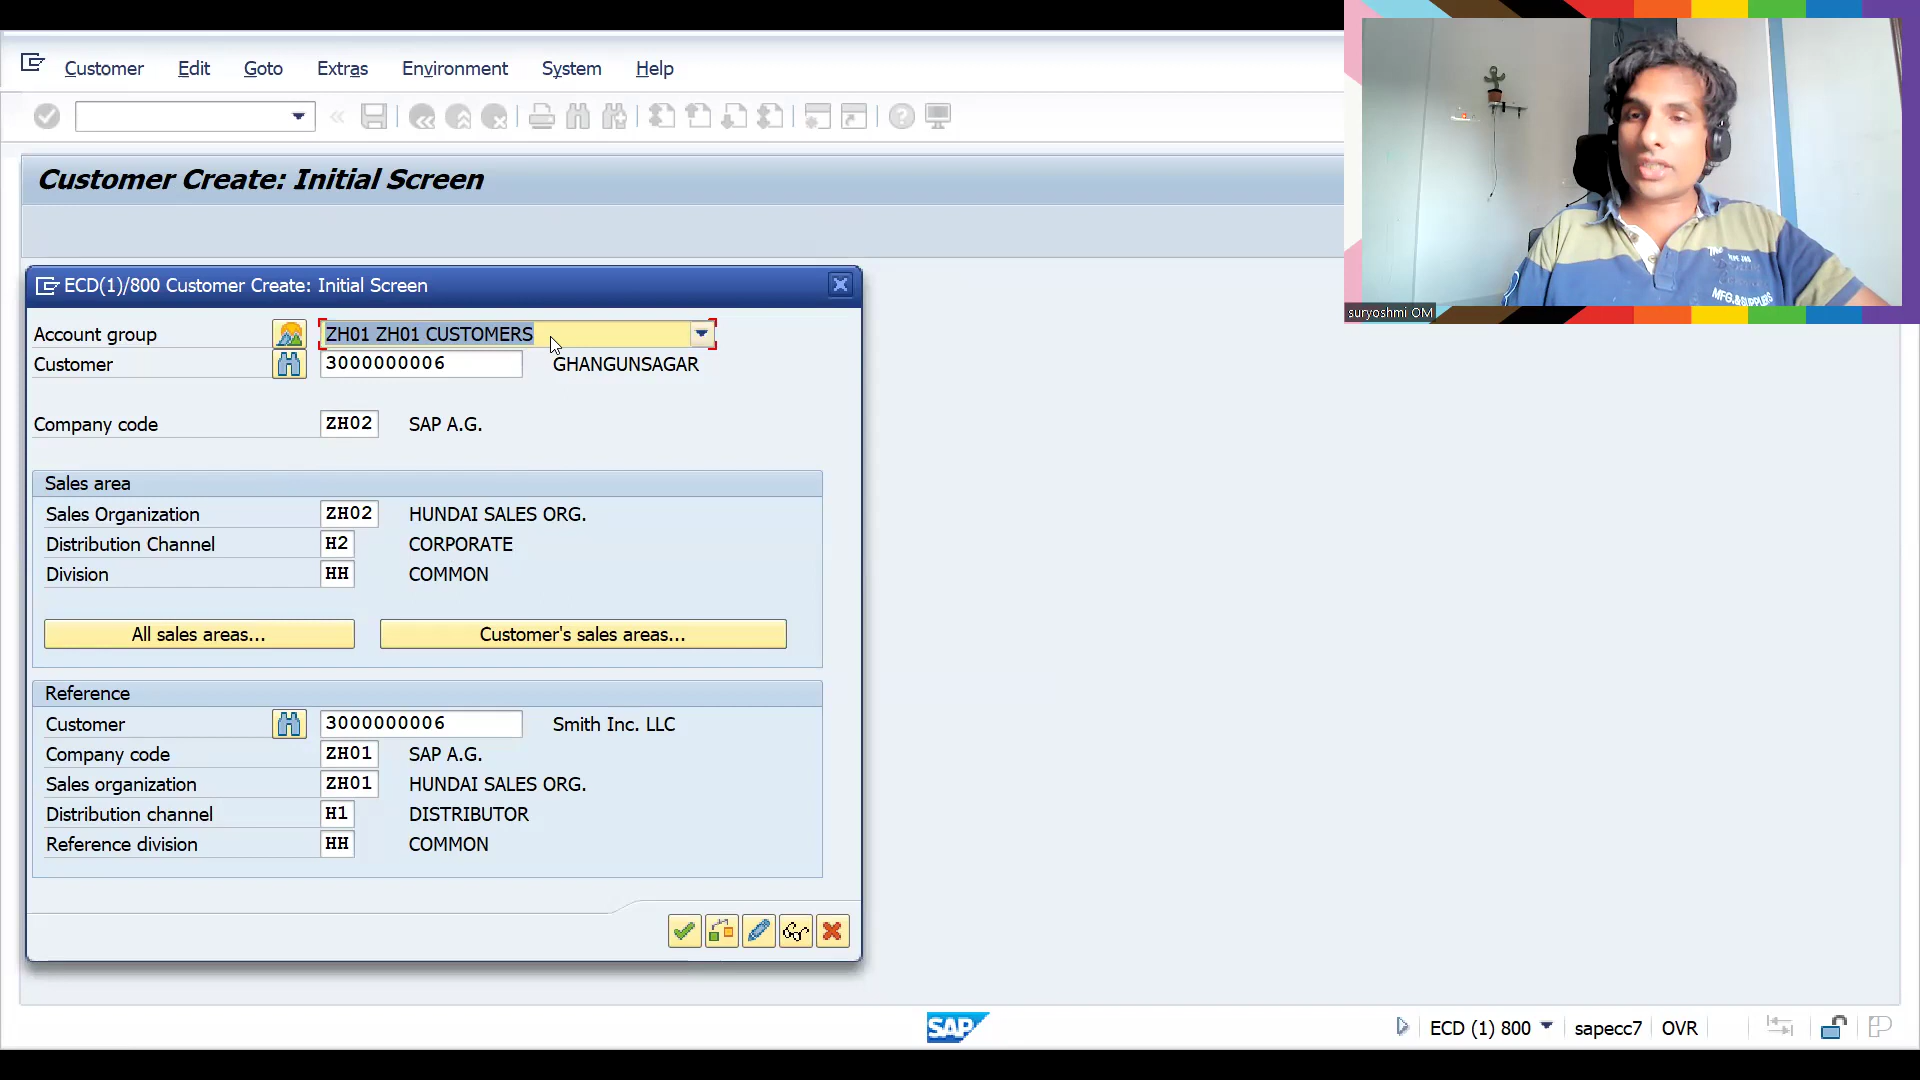 Customer Edit Goto Extras Environment System Help
Customer Create: Initial Screen
ECD(1)/800 Customer Create: Initial Screen
Account group ZH01 ZH01 CUSTOMERS
Customer 3000000006 GHANGUNSAGAR
Company code ZH02 SAP A.G.
Sales area
Sales Organization ZH02 HUNDAI SALES ORG.
Distribution Channel H2 CORPORATE
Division HH COMMON
All sales areas... Customer's sales areas...
Reference
Customer 3000000006 Smith Inc. LLC
Company code ZH01 SAP A.G.
Sales organization ZH01 HUNDAI SALES ORG.
Distribution channel H1 DISTRIBUTOR
Reference division HH COMMON
SAP
ECD (1) 800 sapecc7 OVR
suryoshmi OM
MFG.& SUPPLIERS